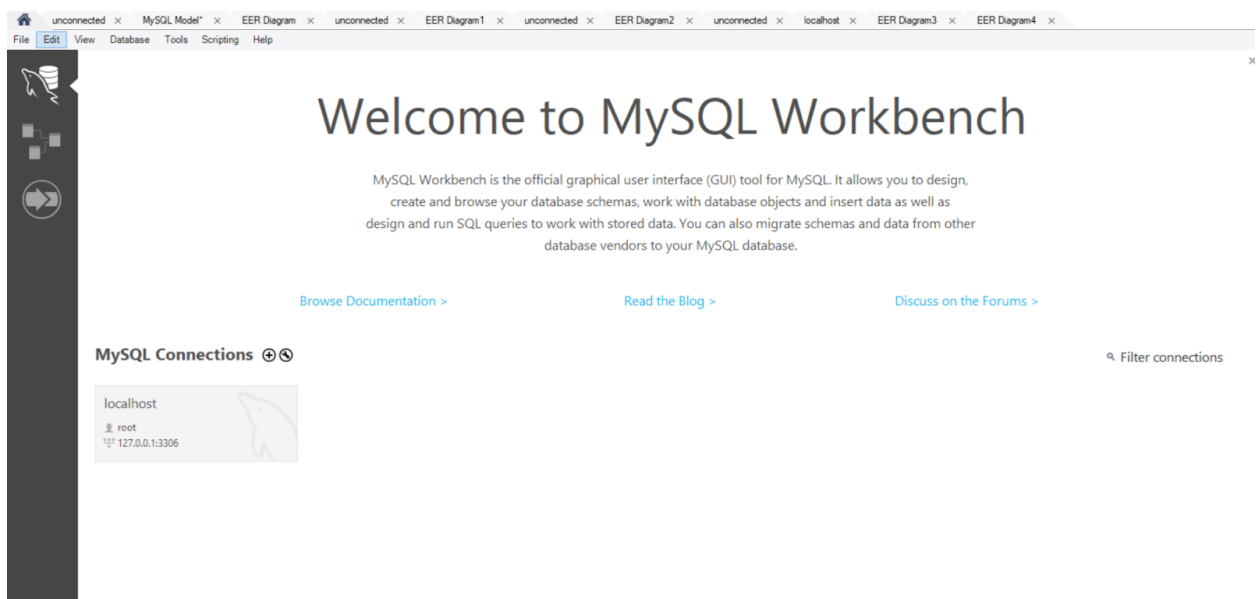 unconnected × MySQL Model* × EER Diagram × unconnected × EER Diagram1 × unconnected × EER Diagram2 × unconnected × localhost × EER Diagram3 × EER Diagram4 ×
File Edit View Database Tools Scripting Help
Welcome to MySQL Workbench
MySQL Workbench is the official graphical user interface (GUI) tool for MySQL. It allows you to design,
create and browse your database schemas, work with database objects and insert data as well as
design and run SQL queries to work with stored data. You can also migrate schemas and data from other
database vendors to your MySQL database.
Browse Documentation > Read the Blog > Discuss on the Forums >
MySQL Connections Filter connections
localhost
root
127.0.0.1:3306